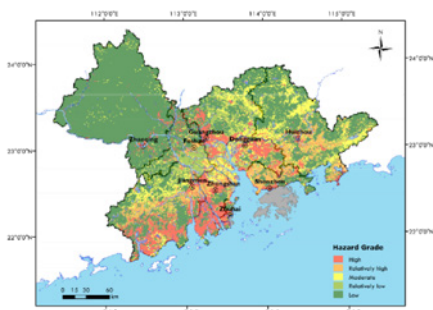 112°0'0"E 113°0'0"E 114°0'0"E 115°0'0"E
N
24°0'0"N 24°0'0"N
Zhaoqing Guangzhou Foshan Dongguan Huizhou
23°0'0"N 23°0'0"N
Jiangmen Zhongshan Shenzhen
Zhuhai
22°0'0"N 22°0'0"N
Hazard Grade
High
Relatively high
Moderate
Relatively low
Low
0 15 30 60
km